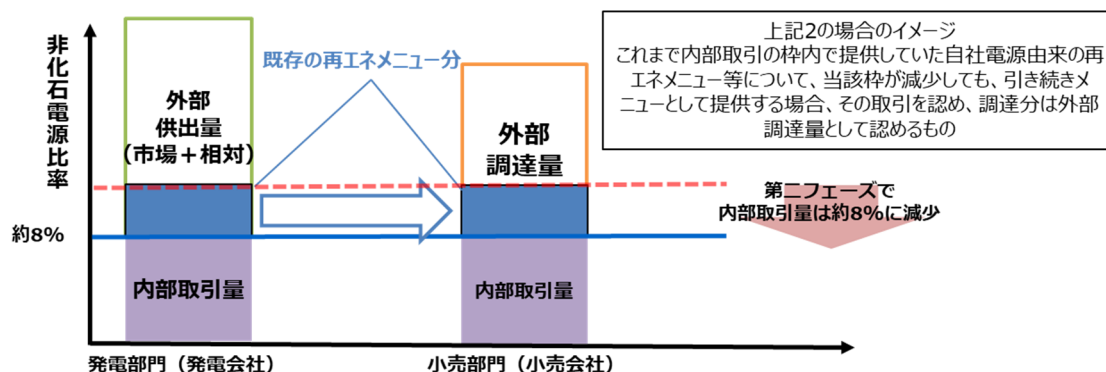 非化石電源比率
約8%
外部
供出量
(市場+相対)
内部取引量
発電部門(発電会社)
既存の再エネメニュー分
外部
調達量
内部取引量
小売部門(小売会社)
上記2の場合のイメージ
これまで内部取引の枠内で提供していた自社電源由来の再
エネメニュー等について、当該枠が減少しても、引き続きメ
ニューとして提供する場合、その取引を認め、調達分は外部
調達量として認めるもの
第二フェーズで
内部取引量は約8%に減少